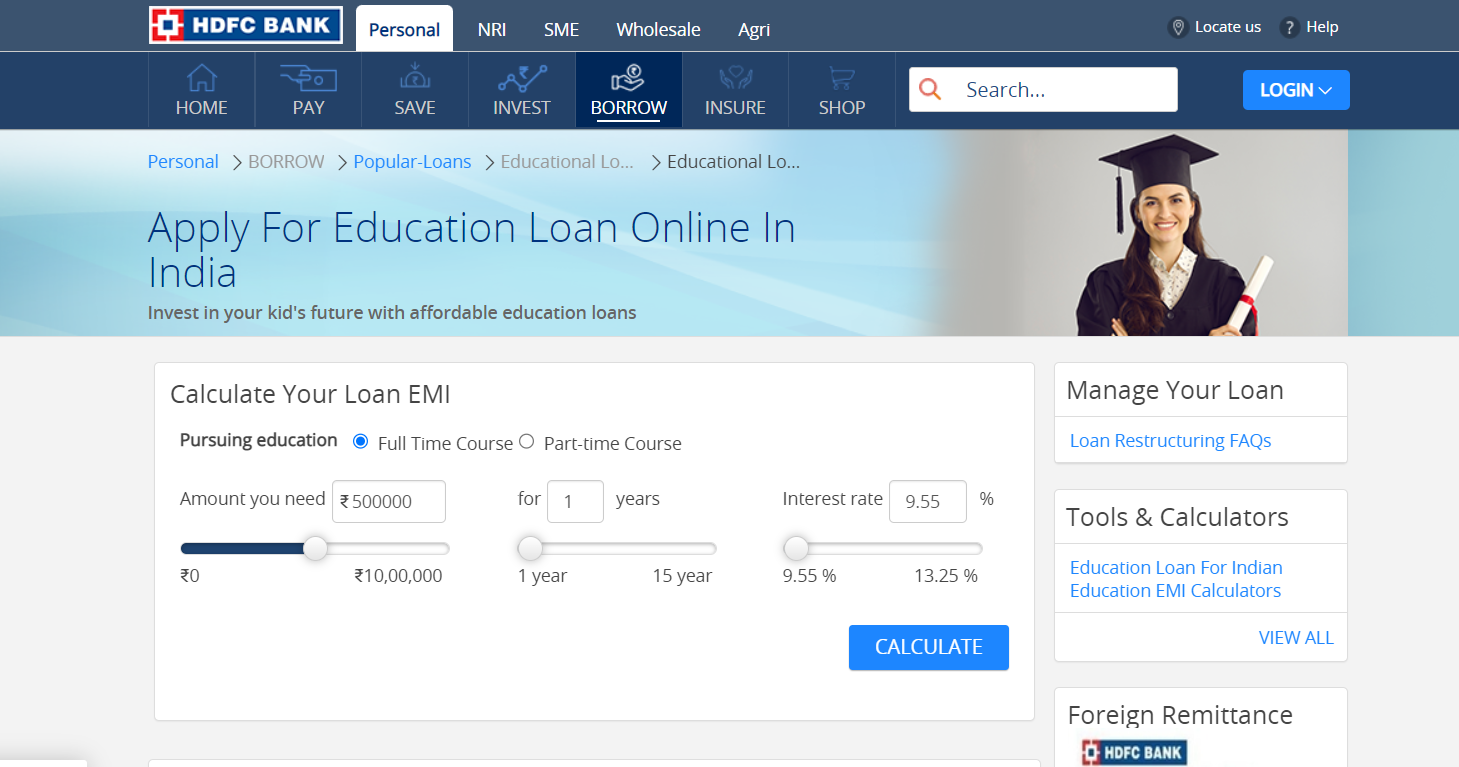 HDFC BANK
Personal
NRI
SME
Wholesale
Agri
Locate us
? Help
HOME
PAY
SAVE
INVEST
BORROW
INSURE
SHOP
Search...
LOGIN
Personal
BORROW
Popular-Loans
Educational Lo...
Educational Lo...
Apply For Education Loan Online In
India
Invest in your kid's future with affordable education loans
Calculate Your Loan EMI
Pursuing education Full Time Course Part-time Course
Amount you need ₹ 500000
for 1 years
Interest rate 9.55 %
₹0 ₹10,00,000
1 year 15 year
9.55 % 13.25 %
CALCULATE
Manage Your Loan
Loan Restructuring FAQs
Tools & Calculators
Education Loan For Indian
Education EMI Calculators
VIEW ALL
Foreign Remittance
HDFC BANK